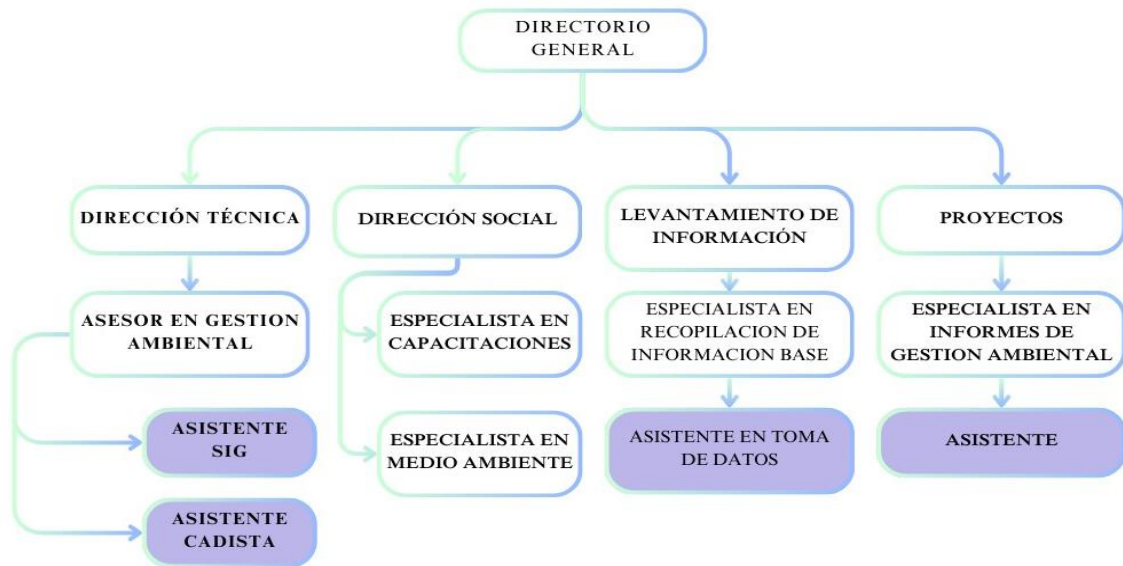 DIRECTORIO
GENERAL
DIRECCIÓN TÉCNICA
DIRECCIÓN SOCIAL
LEVANTAMIENTO DE
INFORMACIÓN
PROYECTOS
ASESOR EN GESTION
AMBIENTAL
ESPECIALISTA EN
CAPACITACIONES
ESPECIALISTA EN
RECOPILACION DE
INFORMACION BASE
ESPECIALISTA EN
INFORMES DE
GESTION AMBIENTAL
ASISTENTE
SIG
ESPECIALISTA EN
MEDIO AMBIENTE
ASISTENTE EN TOMA
DE DATOS
ASISTENTE
ASISTENTE
CADISTA